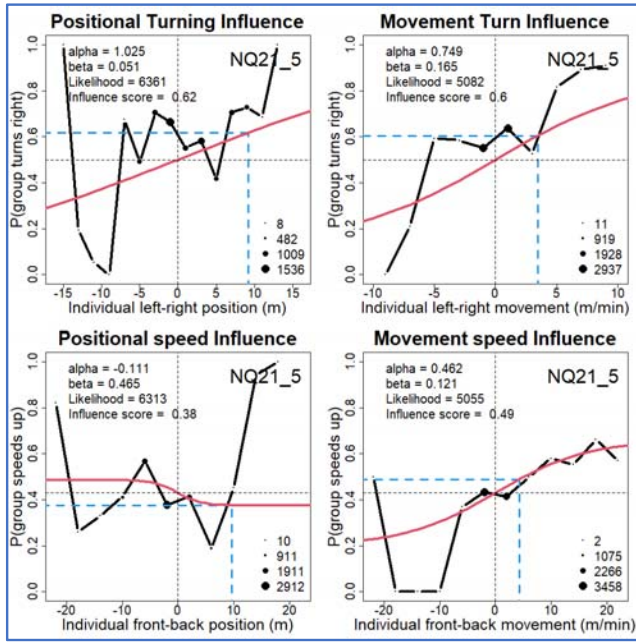 Positional Turning Influence
alpha = 1.025
beta = 0.051
Likelihood = 6361
Influence score = 0.62
NQ21_5
P(group turns right)
1.0
0.8
0.6
0.4
0.2
0.0
8
482
1009
1536
-15 -10 -5 0 5 10 15
Individual left-right position (m)
Movement Turn Influence
alpha = 0.749
beta = 0.165
Likelihood = 5082
Influence score = 0.6
NQ21_5
P(group turns right)
1.0
0.8
0.6
0.4
0.2
0.0
11
919
1928
2937
-10 -5 0 5 10
Individual left-right movement (m/min)
Positional speed Influence
alpha = -0.111
beta = 0.465
Likelihood = 6313
Influence score = 0.38
NQ21_5
P(group speeds up)
1.0
0.8
0.6
0.4
0.2
0.0
10
911
1911
2912
-20 -10 0 10 20
Individual front-back position (m)
Movement speed Influence
alpha = 0.462
beta = 0.121
Likelihood = 5055
Influence score = 0.49
NQ21_5
P(group speeds up)
1.0
0.8
0.6
0.4
0.2
0.0
2
1075
2266
3458
-20 -10 0 10 20
Individual front-back movement (m/min)